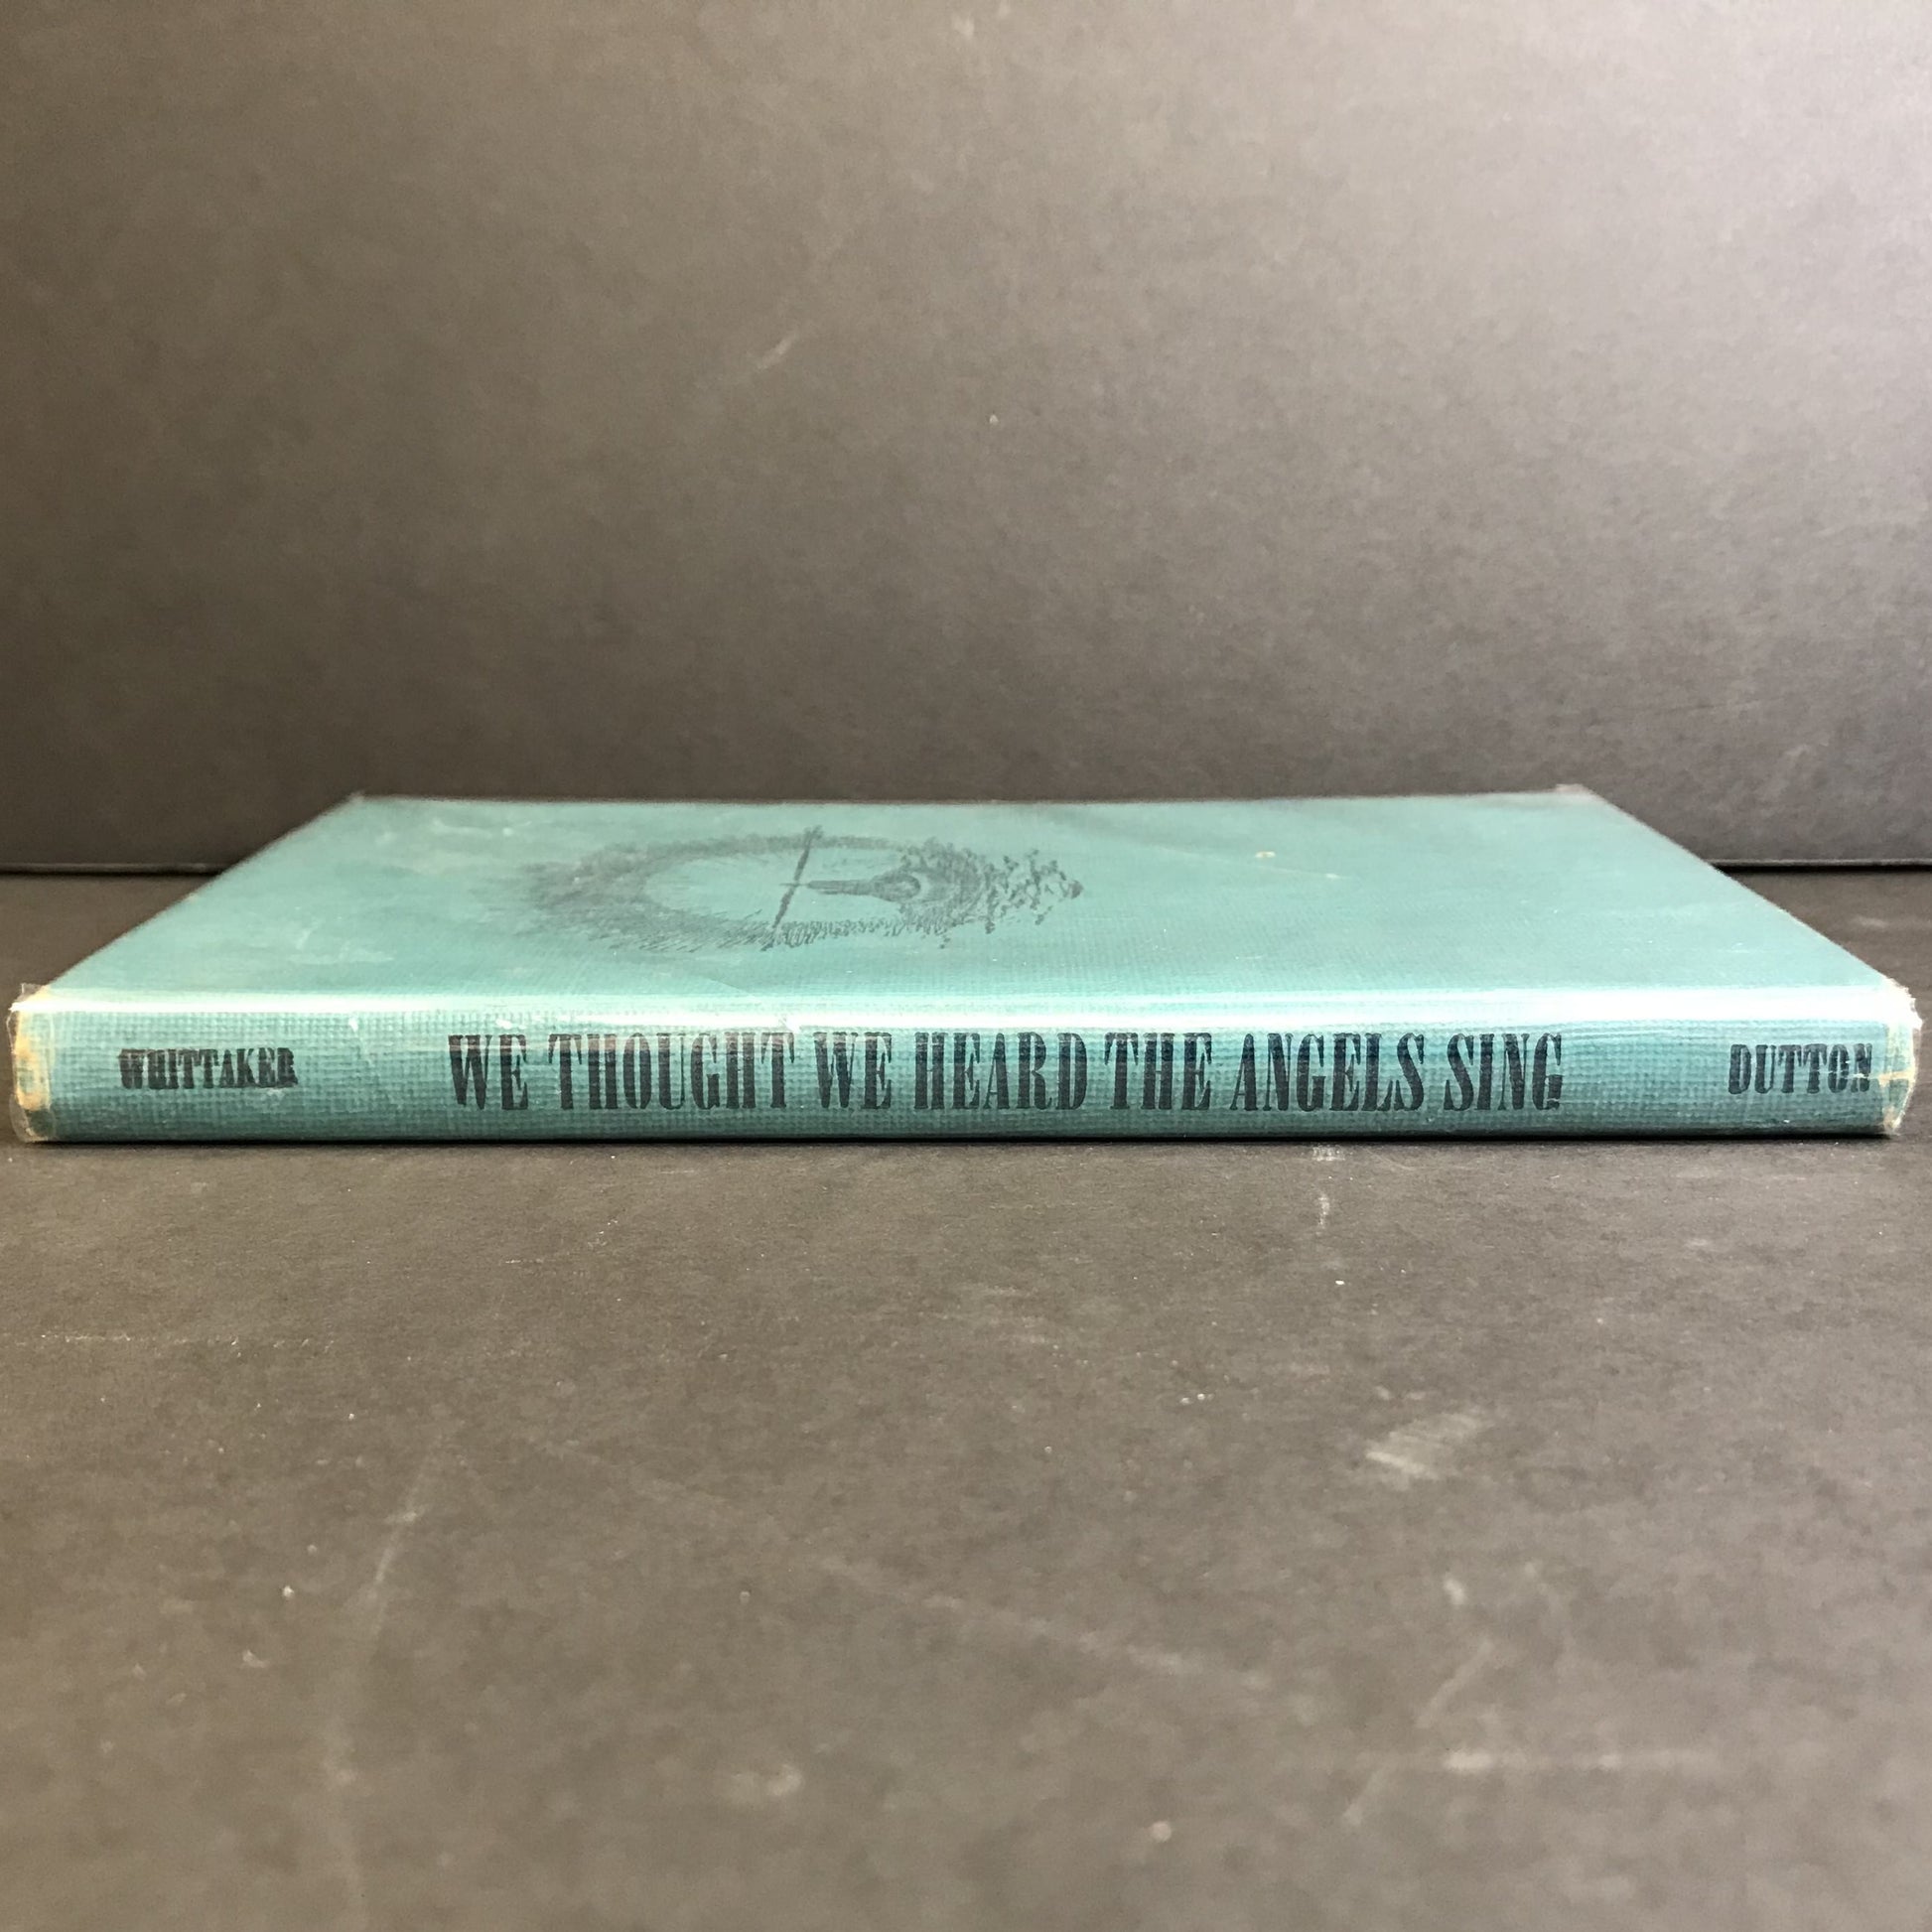 WHITTAKER
WE THOUGHT WE HEARD THE ANGELS SING
DUTTON